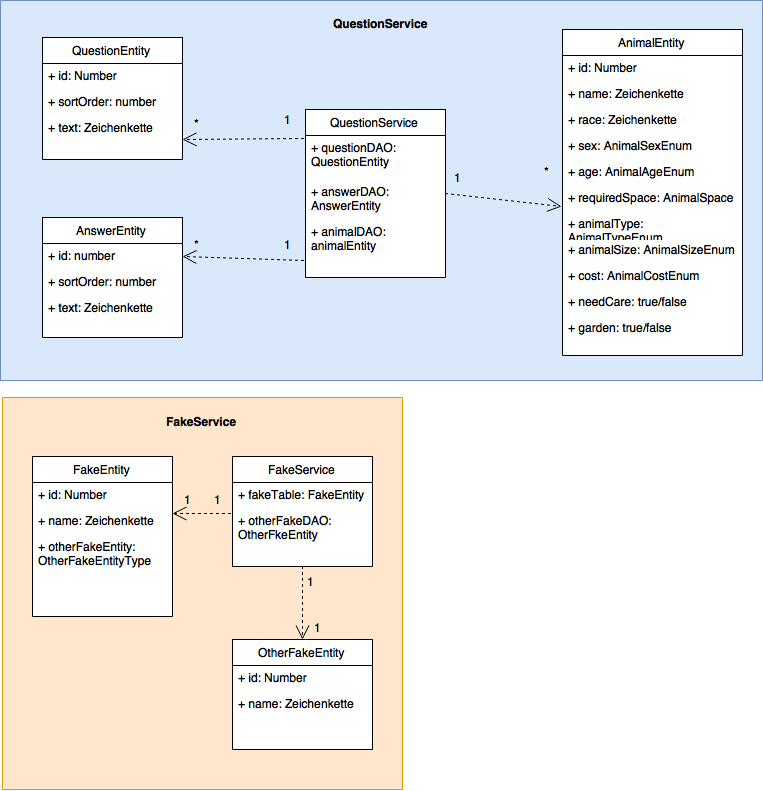 QuestionService
QuestionEntity
+ id: Number
+ sortOrder: number
+ text: Zeichenkette
*
1
QuestionService
+ questionDAO:
QuestionEntity
+ answerDAO:
AnswerEntity
+ animalDAO:
animalEntity
1
*
AnimalEntity
+ id: Number
+ name: Zeichenkette
+ race: Zeichenkette
+ sex: AnimalSexEnum
+ age: AnimalAgeEnum
+ requiredSpace: AnimalSpace
+ animalType:
AnimalTypeEnum
+ animalSize: AnimalSizeEnum
+ cost: AnimalCostEnum
+ needCare: true/false
+ garden: true/false
AnswerEntity
+ id: number
+ sortOrder: number
+ text: Zeichenkette
*
1
FakeService
FakeEntity
+ id: Number
+ name: Zeichenkette
+ otherFakeEntity:
OtherFakeEntityType
1
1
FakeService
+ fakeTable: FakeEntity
+ otherFakeDAO:
OtherFkeEntity
1
1
OtherFakeEntity
+ id: Number
+ name: Zeichenkette